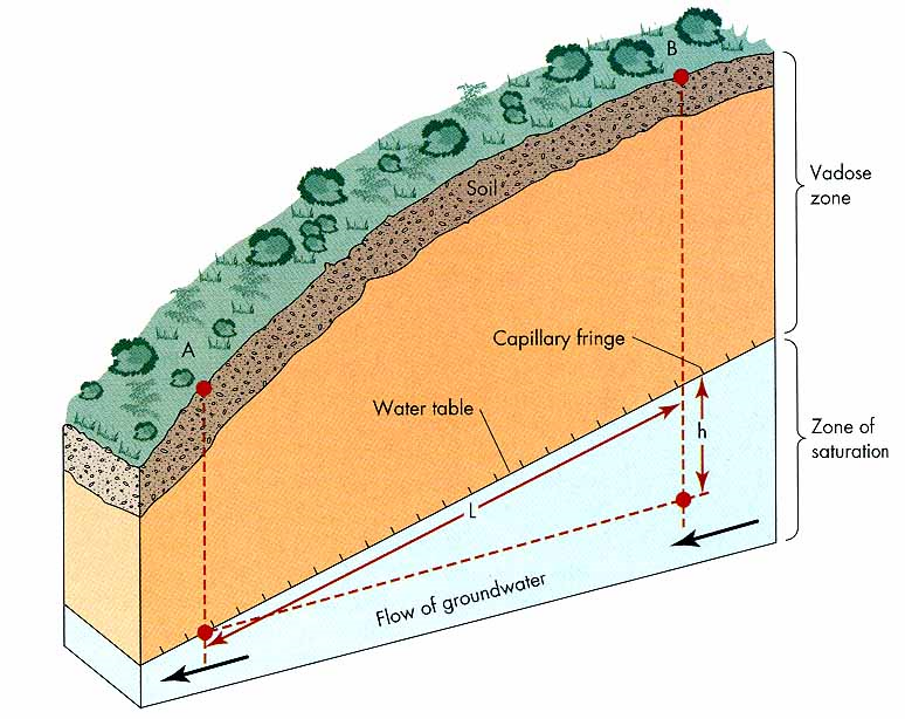 B
Vadose
zone
Soil
A
Capillary fringe
Water table
h
Zone of
saturation
L
Flow of groundwater